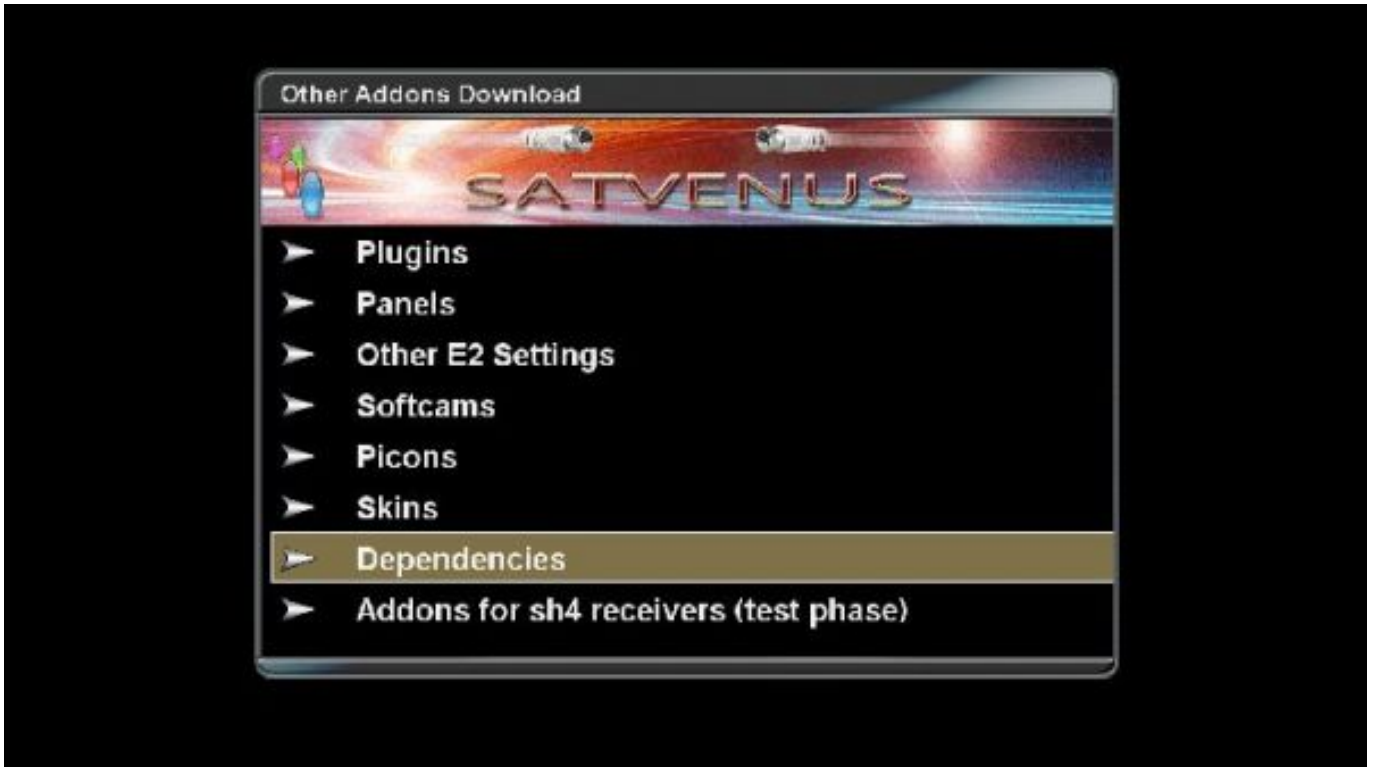 Other Addons Download
SATVENUS
Plugins
Panels
Other E2 Settings
Softcams
Picons
Skins
Dependencies
Addons for sh4 receivers (test phase)